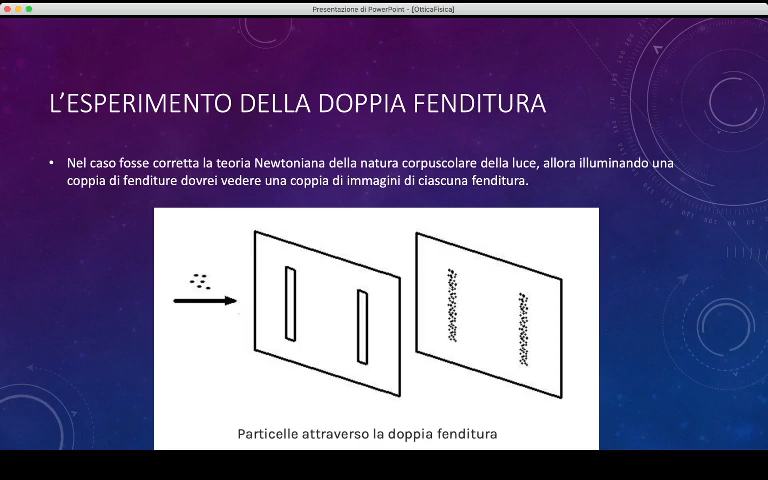 Presentazione di PowerPoint - [OtticaFisica]
L'ESPERIMENTO DELLA DOPPIA FENDITURA
• Nel caso fosse corretta la teoria Newtoniana della natura corpuscolare della luce, allora illuminando una
coppia di fenditure dovrei vedere una coppia di immagini di ciascuna fenditura.
Particelle attraverso la doppia fenditura